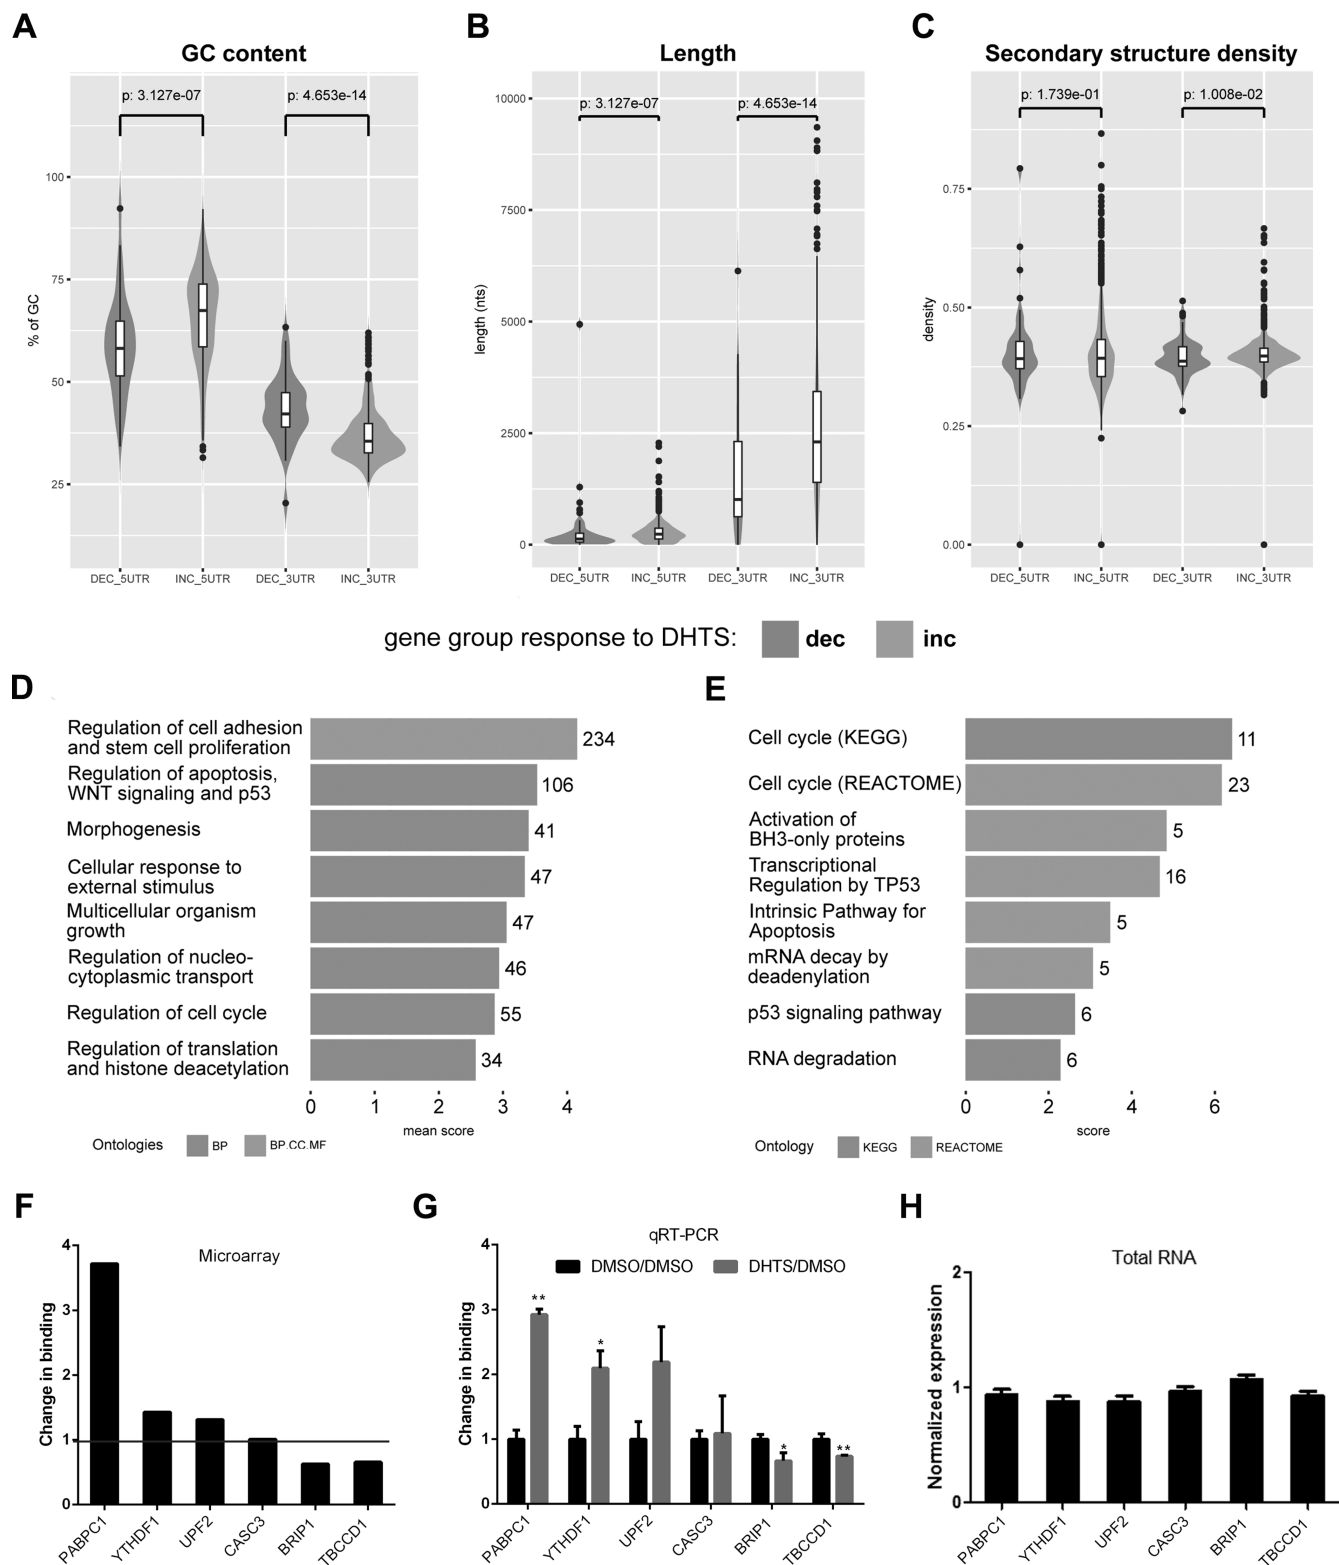 A
GC content
p: 3.127e-07
p: 4.653e-14
100
75
50
25
% of GC
DEC_5UTR
INC_5UTR
DEC_3UTR
INC_3UTR
B
Length
p: 3.127e-07
p: 4.653e-14
10000
7500
5000
2500
0
length (nts)
DEC_5UTR
INC_5UTR
DEC_3UTR
INC_3UTR
C
Secondary structure density
p: 1.739e-01
p: 1.008e-02
0.75
0.50
0.25
0.00
density
DEC_5UTR
INC_5UTR
DEC_3UTR
INC_3UTR
gene group response to DHTS: dec inc
D
Regulation of cell adhesion
and stem cell proliferation
234
Regulation of apoptosis,
WNT signaling and p53
106
Morphogenesis
41
Cellular response to
external stimulus
47
Multicellular organism
growth
47
Regulation of nucleo-
cytoplasmic transport
46
Regulation of cell cycle
55
Regulation of translation
and histone deacetylation
34
0 1 2 3 4
mean score
Ontologies BP BP.CC.MF
E
Cell cycle (KEGG)
11
Cell cycle (REACTOME)
23
Activation of
BH3-only proteins
5
Transcriptional
Regulation by TP53
16
Intrinsic Pathway for
Apoptosis
5
mRNA decay by
deadenylation
5
p53 signaling pathway
6
RNA degradation
6
0 2 4 6
score
Ontology KEGG REACTOME
F
Microarray
4
3
2
1
0
Change in binding
PABPC1
YTHDF1
UPF2
CASC3
BRIP1
TBCCD1
G
qRT-PCR
DMSO/DMSO DHTS/DMSO
4
3
2
1
0
Change in binding
**
*
*
**
PABPC1
YTHDF1
UPF2
CASC3
BRIP1
TBCCD1
H
Total RNA
2
1
0
Normalized expression
PABPC1
YTHDF1
UPF2
CASC3
BRIP1
TBCCD1